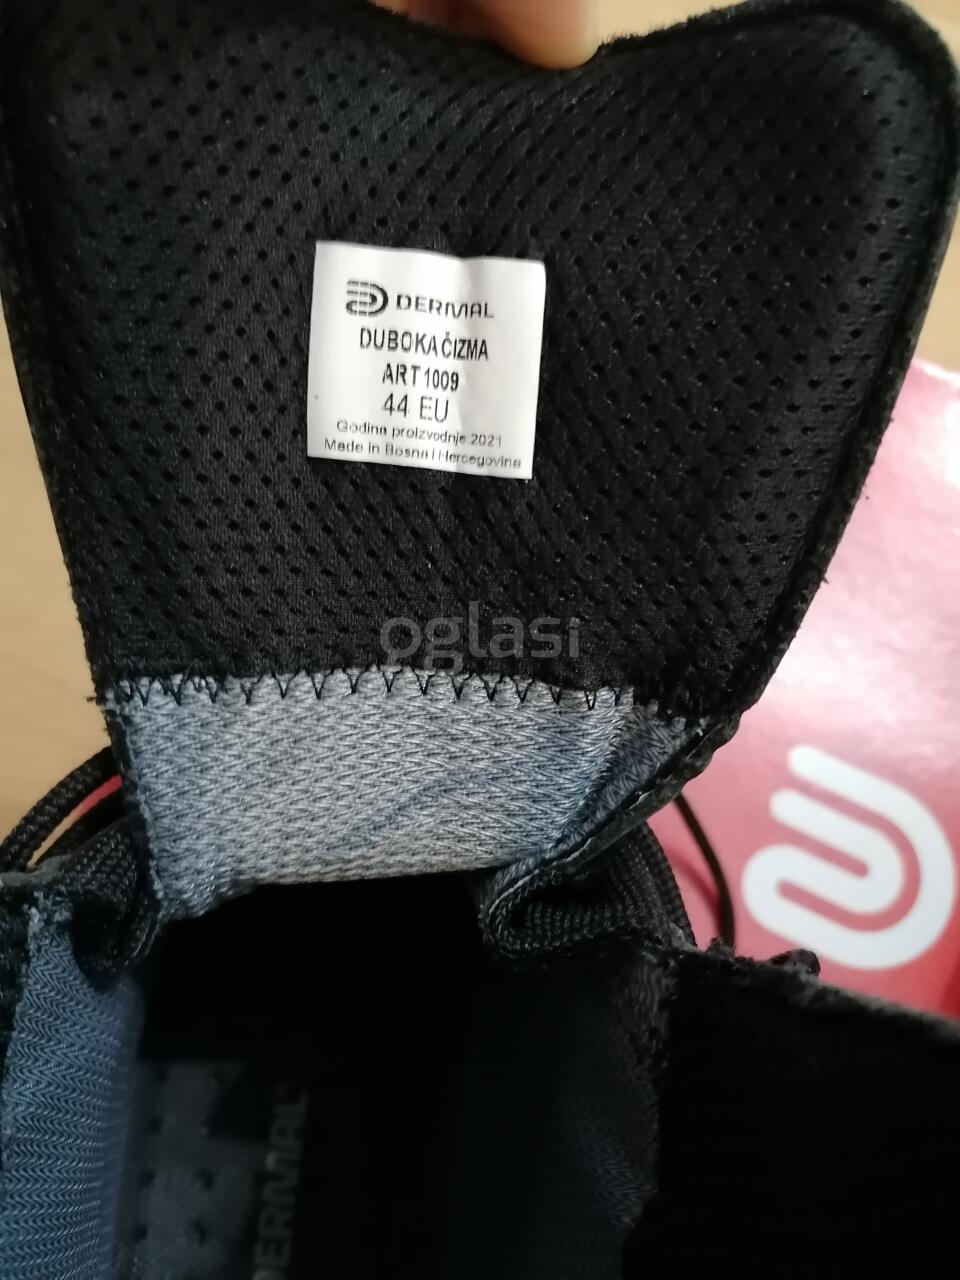 DERMAL
DUBOKA ČIZMA
ART 1009
44 EU
Godina proizvodnje 2021
Made in Bosna I Hercegovina
oglasi
DERMAL